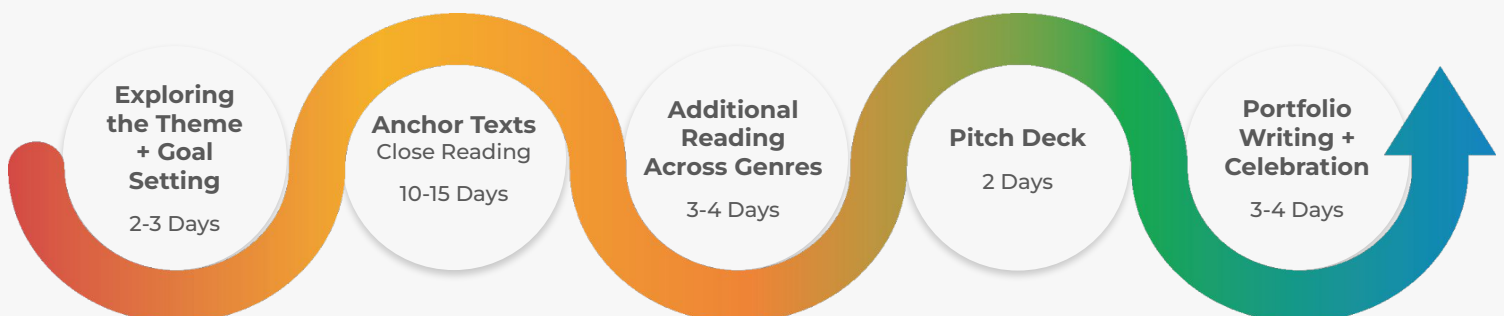 Exploring
the Theme
+ Goal
Setting
2-3 Days
Anchor Texts
Close Reading
10-15 Days
Additional
Reading
Across Genres
3-4 Days
Pitch Deck
2 Days
Portfolio
Writing +
Celebration
3-4 Days